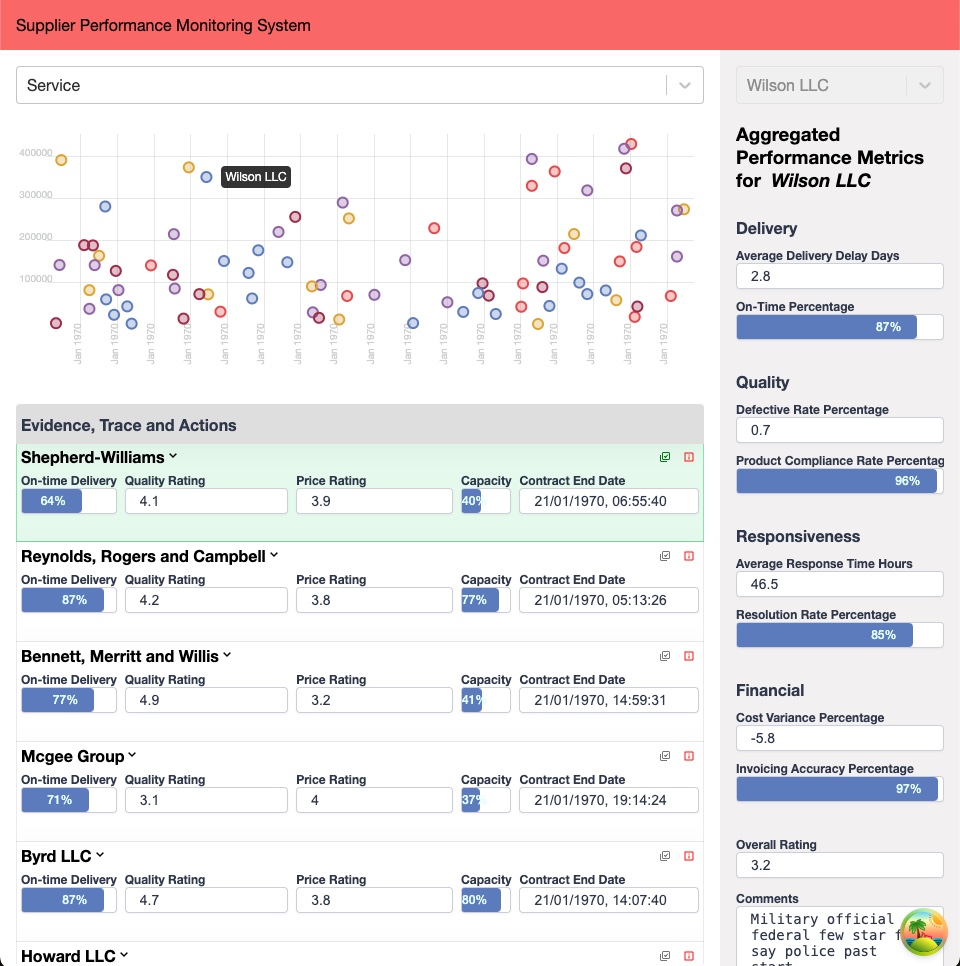 Supplier Performance Monitoring System
Service
Wilson LLC
400000
300000
200000
100000
Wilson LLC
Jan 1970 Jan 1970 Jan 1970 Jan 1970 Jan 1970 Jan 1970 Jan 1970 Jan 1970 Jan 1970 Jan 1970 Jan 1970 Jan 1970 Jan 1970 Jan 1970 Jan 1970 Jan 1970 Jan 1970
Evidence, Trace and Actions
Shepherd-Williams
On-time Delivery Quality Rating Price Rating Capacity Contract End Date
64% 4.1 3.9 40% 21/01/1970, 06:55:40
Reynolds, Rogers and Campbell
On-time Delivery Quality Rating Price Rating Capacity Contract End Date
87% 4.2 3.8 77% 21/01/1970, 05:13:26
Bennett, Merritt and Willis
On-time Delivery Quality Rating Price Rating Capacity Contract End Date
77% 4.9 3.2 41% 21/01/1970, 14:59:31
Mcgee Group
On-time Delivery Quality Rating Price Rating Capacity Contract End Date
71% 3.1 4 37% 21/01/1970, 19:14:24
Byrd LLC
On-time Delivery Quality Rating Price Rating Capacity Contract End Date
87% 4.7 3.8 80% 21/01/1970, 14:07:40
Howard LLC
Aggregated
Performance Metrics
for Wilson LLC
Delivery
Average Delivery Delay Days
2.8
On-Time Percentage
87%
Quality
Defective Rate Percentage
0.7
Product Compliance Rate Percentag
96%
Responsiveness
Average Response Time Hours
46.5
Resolution Rate Percentage
85%
Financial
Cost Variance Percentage
-5.8
Invoicing Accuracy Percentage
97%
Overall Rating
3.2
Comments
Military official
federal few star
say police past